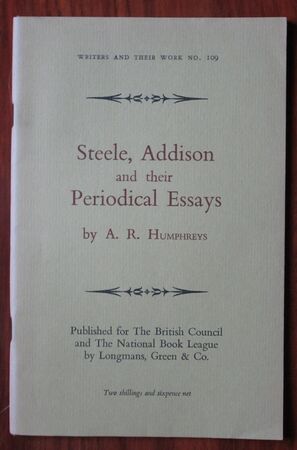 WRITERS AND THEIR WORK NO. 109
Steele, Addison
and their
Periodical Essays
by A. R. HUMPHREYS
Published for The British Council
and The National Book League
by Longmans, Green & Co.
Two shillings and sixpence net